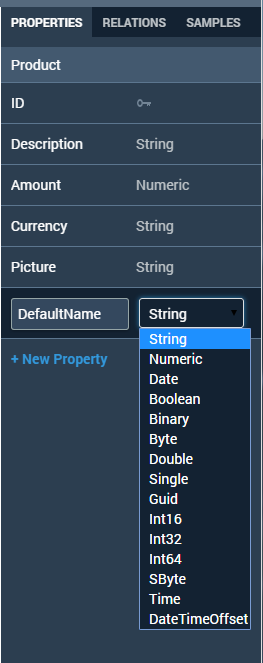 PROPERTIES RELATIONS SAMPLES
Product
ID
Description String
Amount Numeric
Currency String
Picture String
DefaultName String
String
+ New Property Numeric
Date
Boolean
Binary
Byte
Double
Single
Guid
Int16
Int32
Int64
SByte
Time
DateTimeOffset